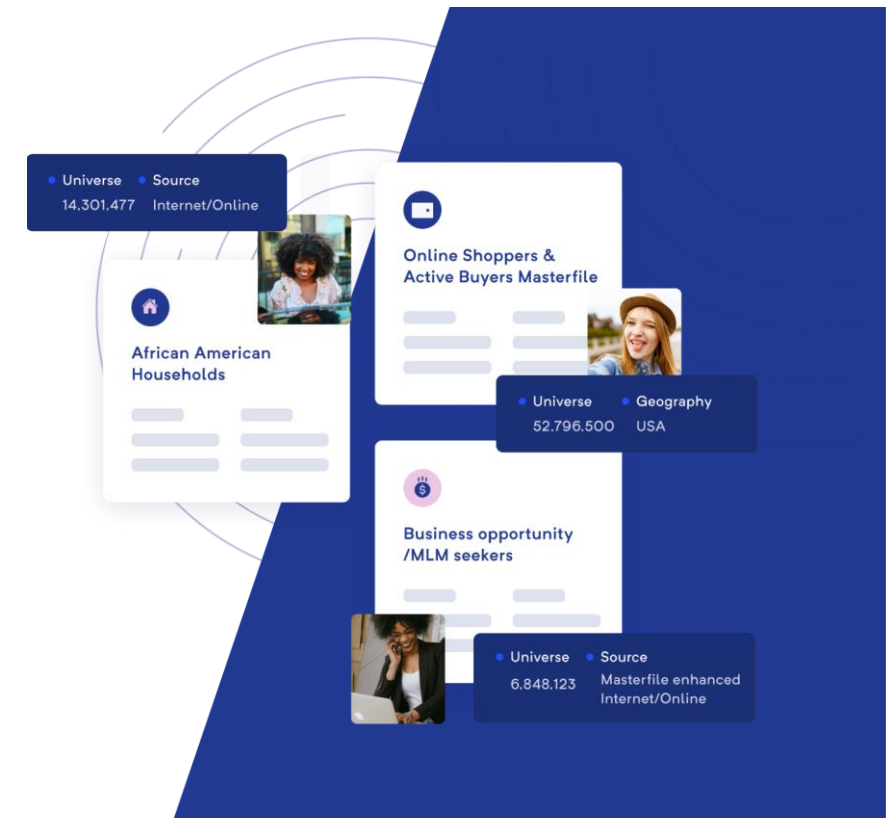 Universe Source
14,301,477 Internet/Online
African American
Households
Online Shoppers &
Active Buyers Masterfile
Universe Geography
52,796,500 USA
Business opportunity
/MLM seekers
Universe Source
6,848,123 Masterfile enhanced
Internet/Online